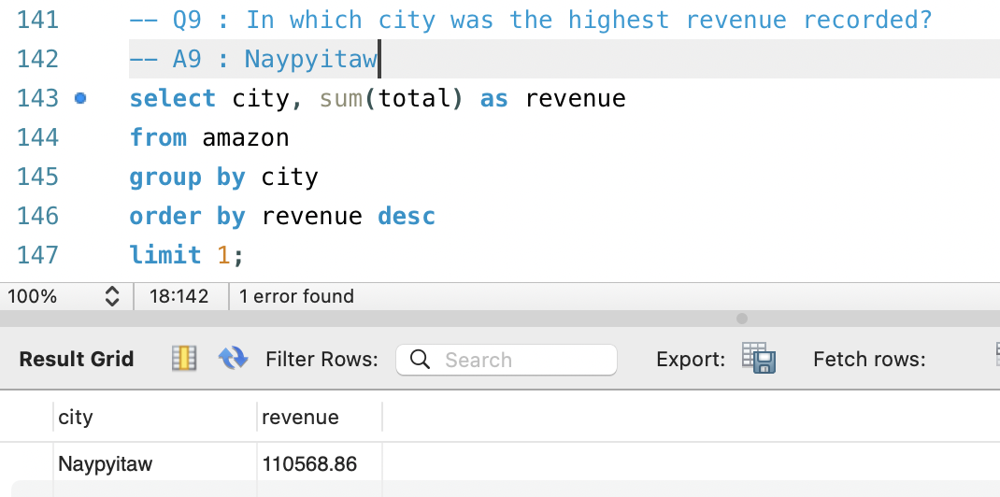 141 -- Q9 : In which city was the highest revenue recorded?
142 -- A9 : Naypyitaw
143 select city, sum(total) as revenue
144 from amazon
145 group by city
146 order by revenue desc
147 limit 1;
100% 18:142 1 error found
Result Grid Filter Rows: Search Export: Fetch rows:
city revenue
Naypyitaw 110568.86